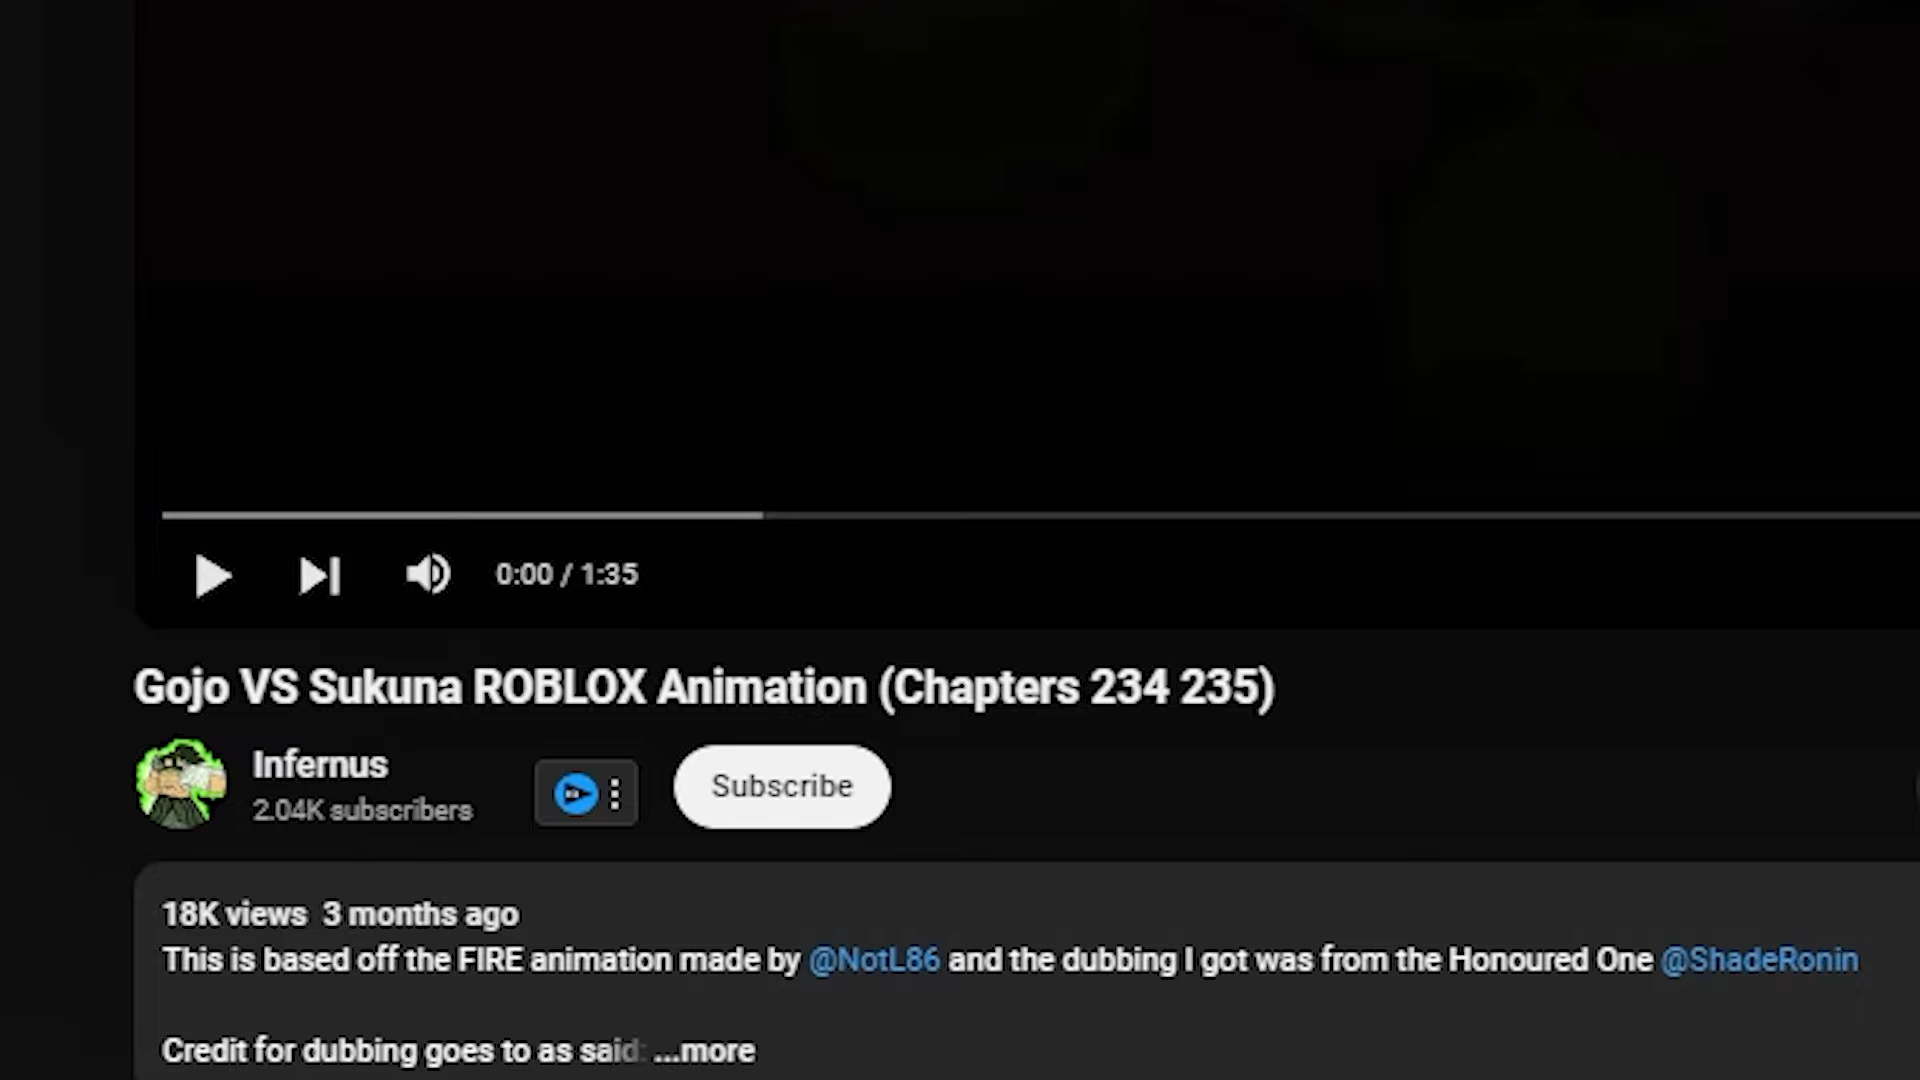 0:00 / 1:35
Gojo VS Sukuna ROBLOX Animation (Chapters 234 235)
Infernus
2.04K subscribers
Subscribe
18K views 3 months ago
This is based off the FIRE animation made by @NotL86 and the dubbing I got was from the Honoured One @ShadeRonin
Credit for dubbing goes to as said: ...more